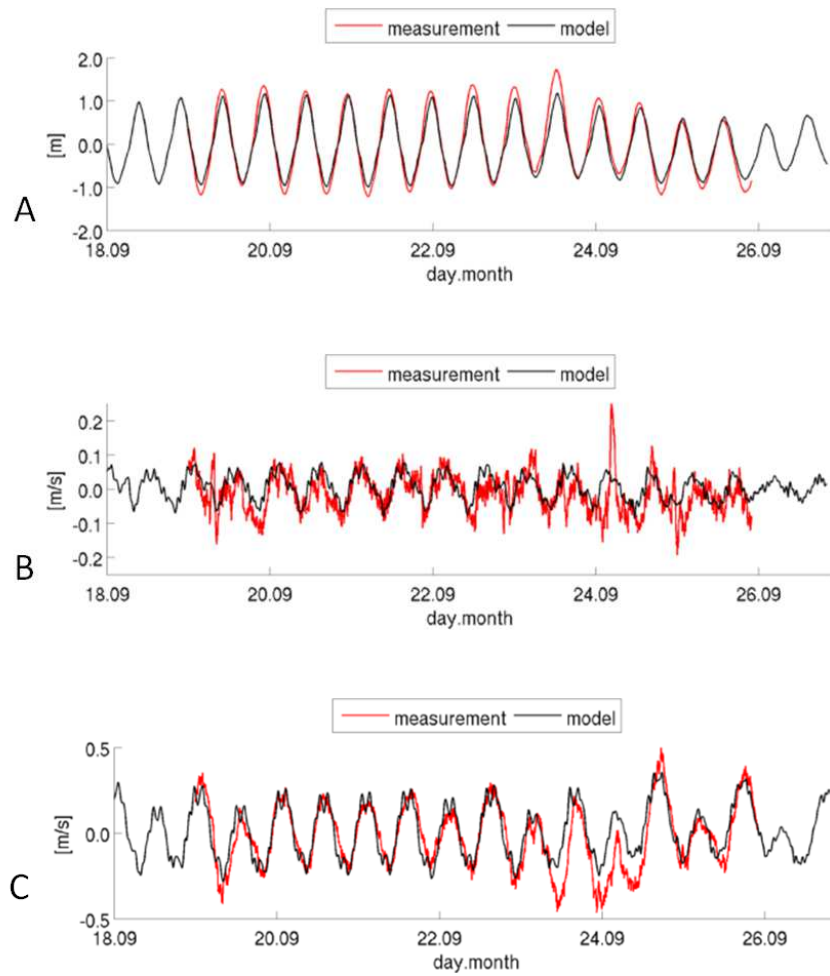 measurement model
2.0
1.0
0.0
-1.0
-2.0
[m]
A
18.09 20.09 22.09 24.09 26.09
day.month
measurement model
0.2
0.1
0.0
-0.1
-0.2
[m/s]
B
18.09 20.09 22.09 24.09 26.09
day.month
measurement model
0.5
0.0
-0.5
[m/s]
C
18.09 20.09 22.09 24.09 26.09
day.month